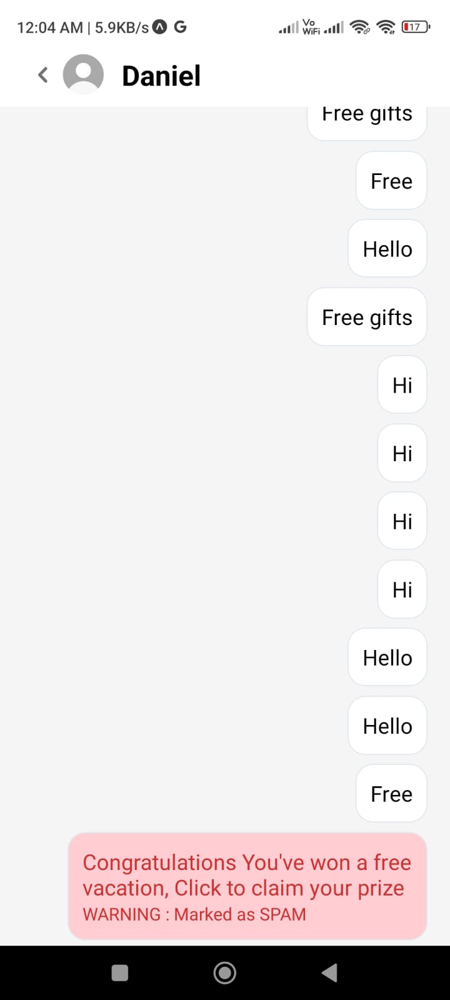 12:04 AM | 5.9KB/s G Vo WiFi 17
Daniel
Free gifts
Free
Hello
Free gifts
Hi
Hi
Hi
Hi
Hello
Hello
Free
Congratulations You've won a free
vacation, Click to claim your prize
WARNING : Marked as SPAM